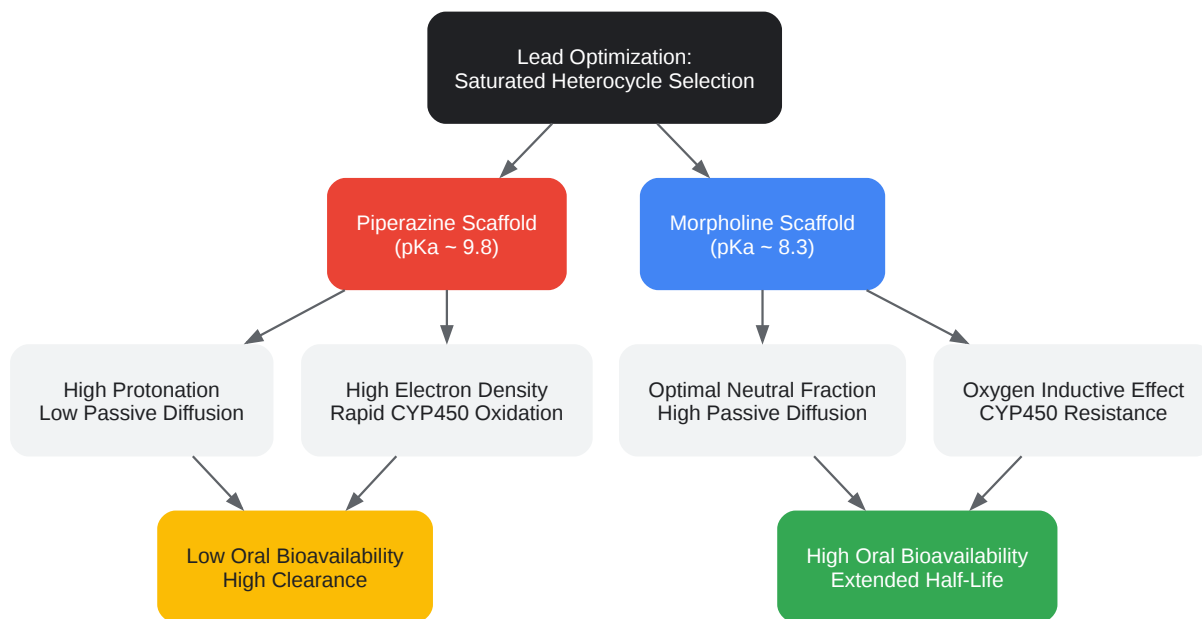 Lead Optimization:
Saturated Heterocycle Selection
Piperazine Scaffold
(pKa ~ 9.8)
Morpholine Scaffold
(pKa ~ 8.3)
High Protonation
Low Passive Diffusion
High Electron Density
Rapid CYP450 Oxidation
Optimal Neutral Fraction
High Passive Diffusion
Oxygen Inductive Effect
CYP450 Resistance
Low Oral Bioavailability
High Clearance
High Oral Bioavailability
Extended Half-Life